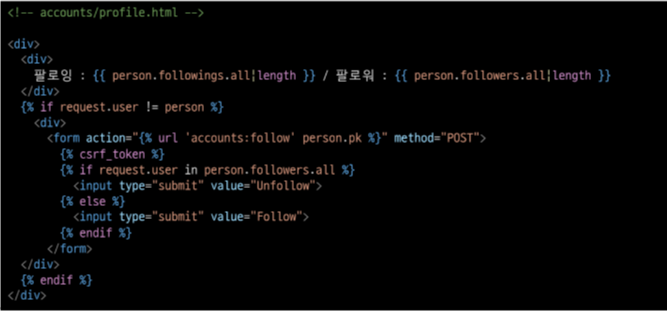 <!-- accounts/profile.html -->

<div>
  <div>
    팔로잉 : {{ person.followings.all|length }} / 팔로워 : {{ person.followers.all|length }}
  </div>
  {% if request.user != person %}
    <div>
      <form action="{% url 'accounts:follow' person.pk %}" method="POST">
        {% csrf_token %}
        {% if request.user in person.followers.all %}
          <input type="submit" value="Unfollow">
        {% else %}
          <input type="submit" value="Follow">
        {% endif %}
      </form>
    </div>
  {% endif %}
</div>